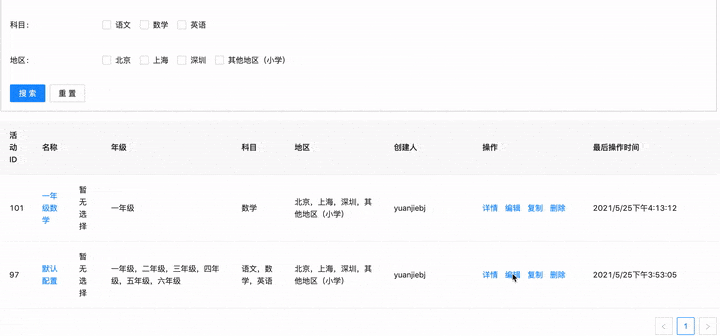 科目: 语文 数学 英语
地区: 北京 上海 深圳 其他地区（小学）
搜 索 重 置
活动ID 名称 年级 科目 地区 创建人 操作 最后操作时间
101 一年级数学 暂无选择 一年级 数学 北京, 上海, 深圳, 其他地区（小学） yuanjiebj 详情 编辑 复制 删除 2021/5/25下午4:13:12
97 默认配置 暂无选择 一年级, 二年级, 三年级, 四年级, 五年级, 六年级 语文, 数学, 英语 北京, 上海, 深圳, 其他地区（小学） yuanjiebj 详情 编辑 复制 删除 2021/5/25下午3:53:05
< 1 >